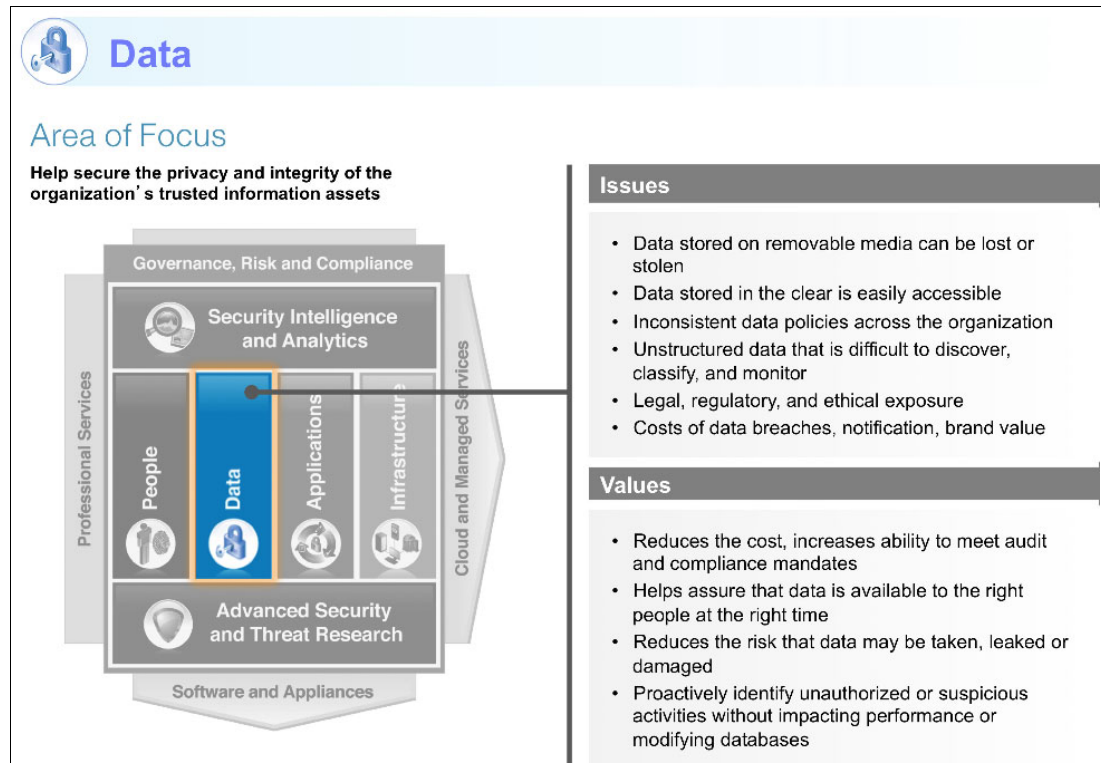 Data
Area of Focus
Help secure the privacy and integrity of the
organization's trusted information assets
Governance, Risk and Compliance
Security Intelligence
and Analytics
Professional Services
People
Data
Applications
Infrastructure
Cloud and Managed Services
Advanced Security
and Threat Research
Software and Appliances
Issues
• Data stored on removable media can be lost or
stolen
• Data stored in the clear is easily accessible
• Inconsistent data policies across the organization
• Unstructured data that is difficult to discover,
classify, and monitor
• Legal, regulatory, and ethical exposure
• Costs of data breaches, notification, brand value
Values
• Reduces the cost, increases ability to meet audit
and compliance mandates
• Helps assure that data is available to the right
people at the right time
• Reduces the risk that data may be taken, leaked or
damaged
• Proactively identify unauthorized or suspicious
activities without impacting performance or
modifying databases